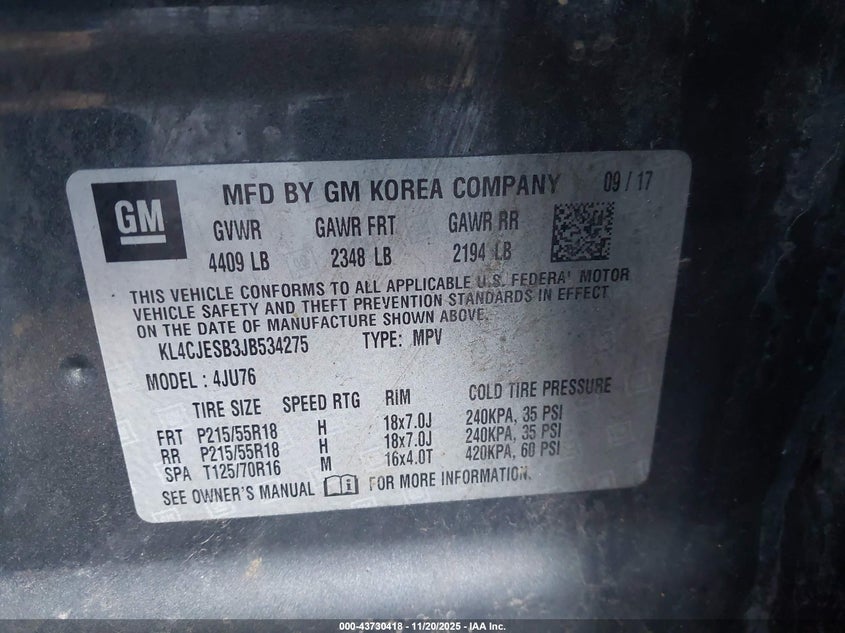 GM
MFD BY GM KOREA COMPANY 09 / 17
GVWR GAWR FRT GAWR RR
4409 LB 2348 LB 2194 LB
THIS VEHICLE CONFORMS TO ALL APPLICABLE U.S. FEDERA' MOTOR
VEHICLE SAFETY AND THEFT PREVENTION STANDARDS IN EFFECT
ON THE DATE OF MANUFACTURE SHOWN ABOVE.
KL4CJESB3JB534275 TYPE: MPV
MODEL : 4JU76
TIRE SIZE SPEED RTG RIM COLD TIRE PRESSURE
FRT P215/55R18 H 18x7.0J 240KPA, 35 PSI
RR P215/55R18 H 18x7.0J 240KPA, 35 PSI
SPA T125/70R16 M 16x4.0T 420KPA, 60 PSI
SEE OWNER'S MANUAL FOR MORE INFORMATION.
000-43730418 - 11/20/2025 - IAA Inc.